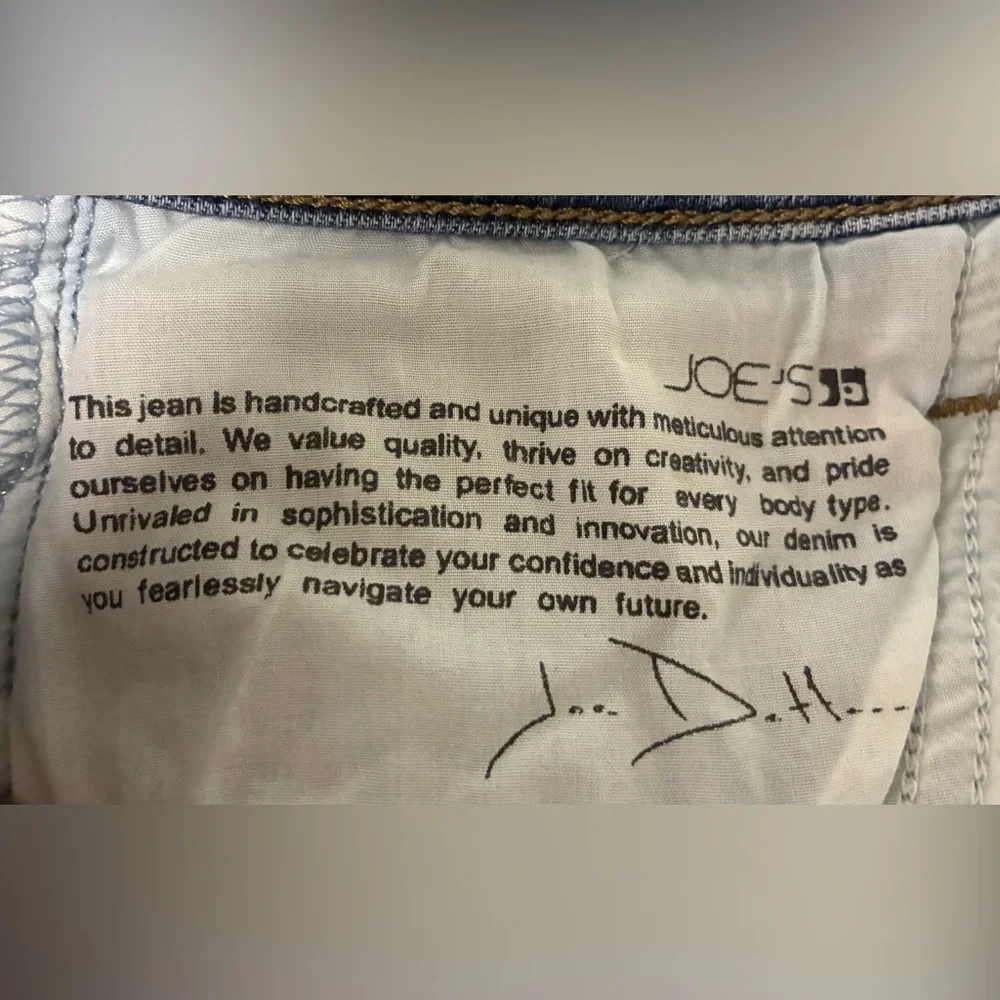 JOE'S
This jean is handcrafted and unique with meticulous attention
to detail. We value quality, thrive on creativity, and pride
ourselves on having the perfect fit for every body type.
Unrivaled in sophistication and innovation, our denim is
constructed to celebrate your confidence and individuality as
you fearlessly navigate your own future.